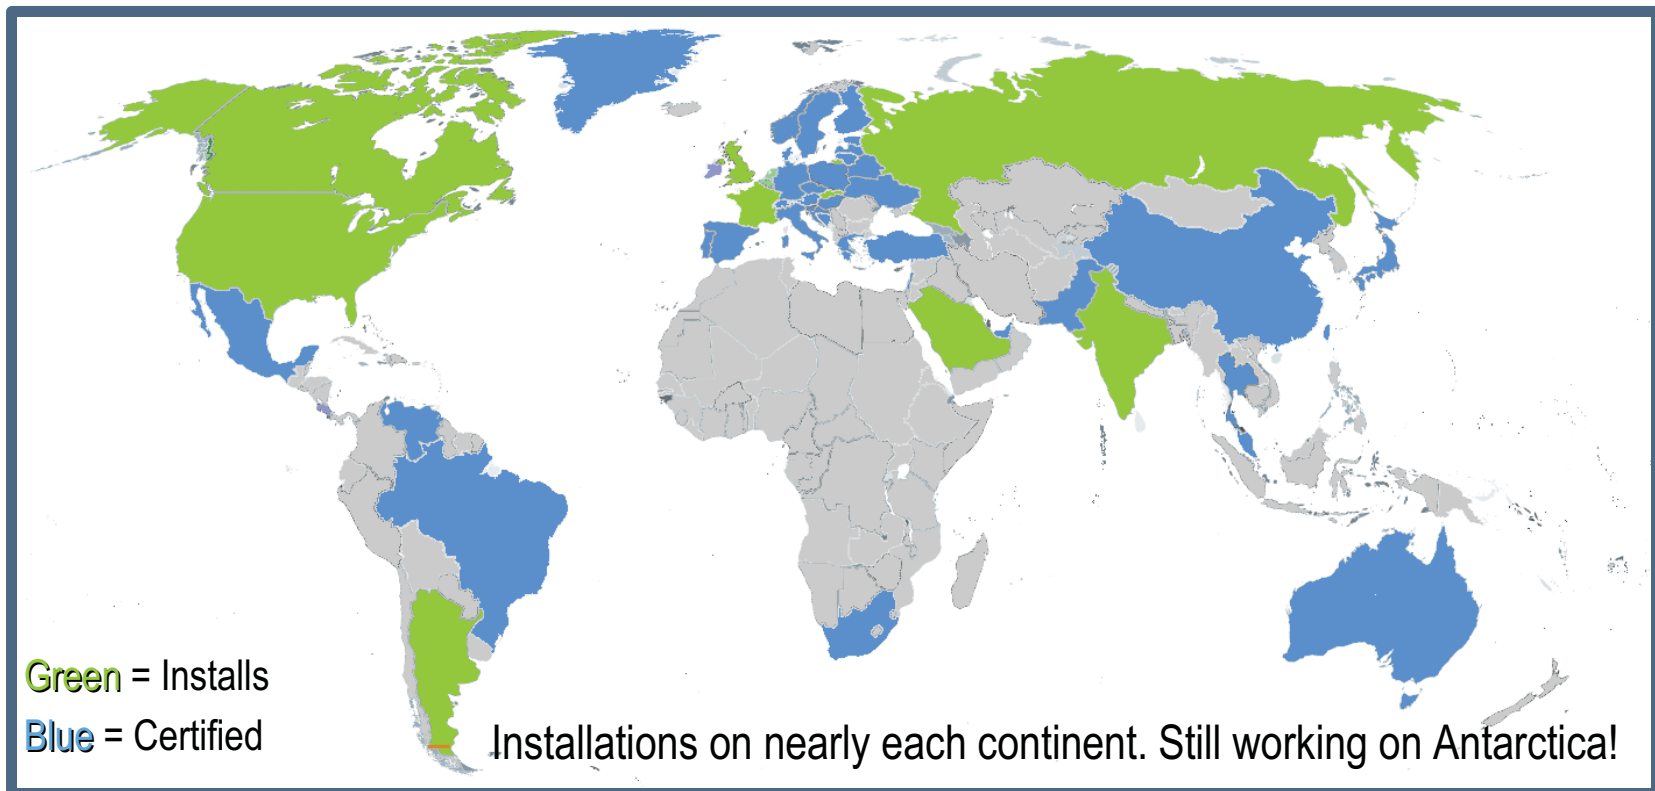 Green = Installs
Blue = Certified
Installations on nearly each continent. Still working on Antarctica!